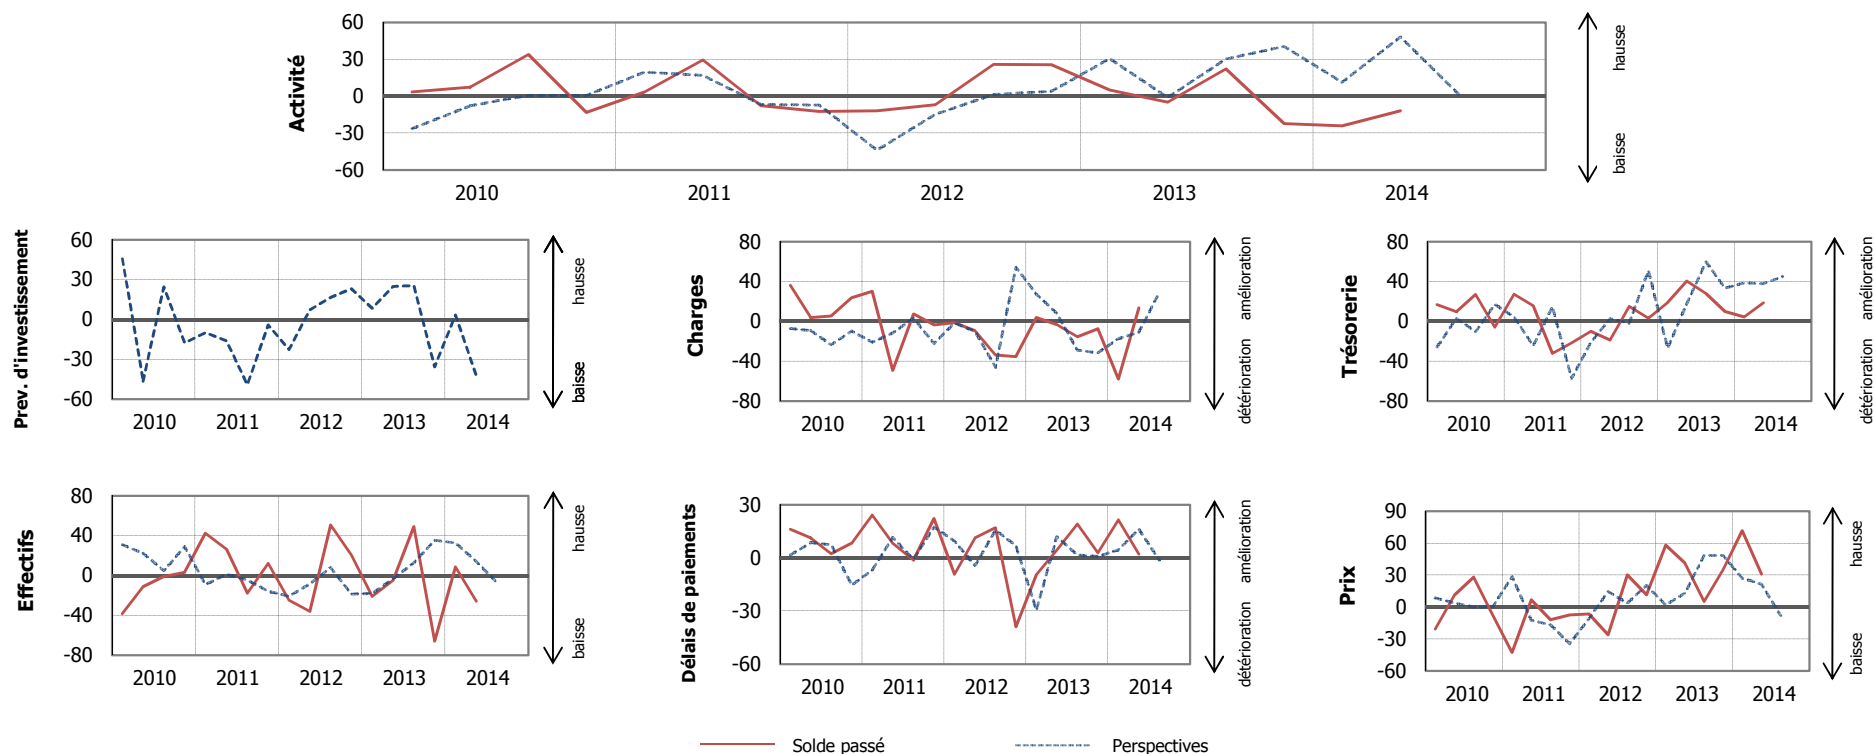 Activité
60
30
0
-30
-60
2010 2011 2012 2013 2014
hausse
baisse
Prev. d'investissement
60
30
0
-30
-60
2010 2011 2012 2013 2014
hausse
baisse
Charges
80
40
0
-40
-80
2010 2011 2012 2013 2014
amélioration
détérioration
Trésorerie
80
40
0
-40
-80
2010 2011 2012 2013 2014
amélioration
détérioration
Effectifs
80
40
0
-40
-80
2010 2011 2012 2013 2014
hausse
baisse
Délais de paiements
30
0
-30
-60
2010 2011 2012 2013 2014
amélioration
détérioration
Prix
90
60
30
0
-30
-60
2010 2011 2012 2013 2014
hausse
baisse
Solde passé Perspectives